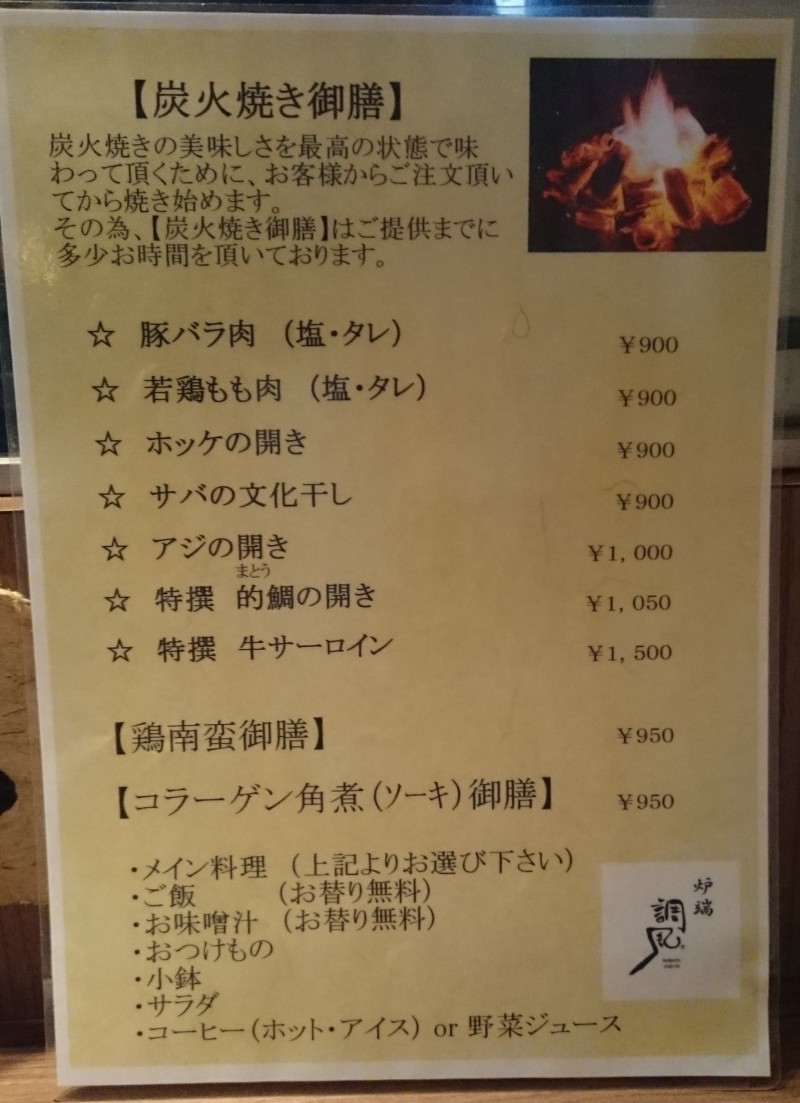 【炭火焼き御膳】
炭火焼きの美味しさを最高の状態で味
わって頂くために、お客様からご注文頂い
てから焼き始めます。
その為、【炭火焼き御膳】はご提供までに
多少お時間を頂いております。
☆ 豚バラ肉 （塩・タレ） ￥900
☆ 若鶏もも肉 （塩・タレ） ￥900
☆ ホッケの開き ￥900
☆ サバの文化干し ￥900
☆ アジの開き ￥1,000
まとう
☆ 特撰 的鯛の開き ￥1,050
☆ 特撰 牛サーロイン ￥1,500
【鶏南蛮御膳】 ￥950
【コラーゲン角煮（ソーキ）御膳】 ￥950
・メイン料理 （上記よりお選び下さい）
・ご飯 （お替り無料）
・お味噌汁 （お替り無料）
・おつけもの
・小鉢
・サラダ
・コーヒー（ホット・アイス） or 野菜ジュース
炉端
調風